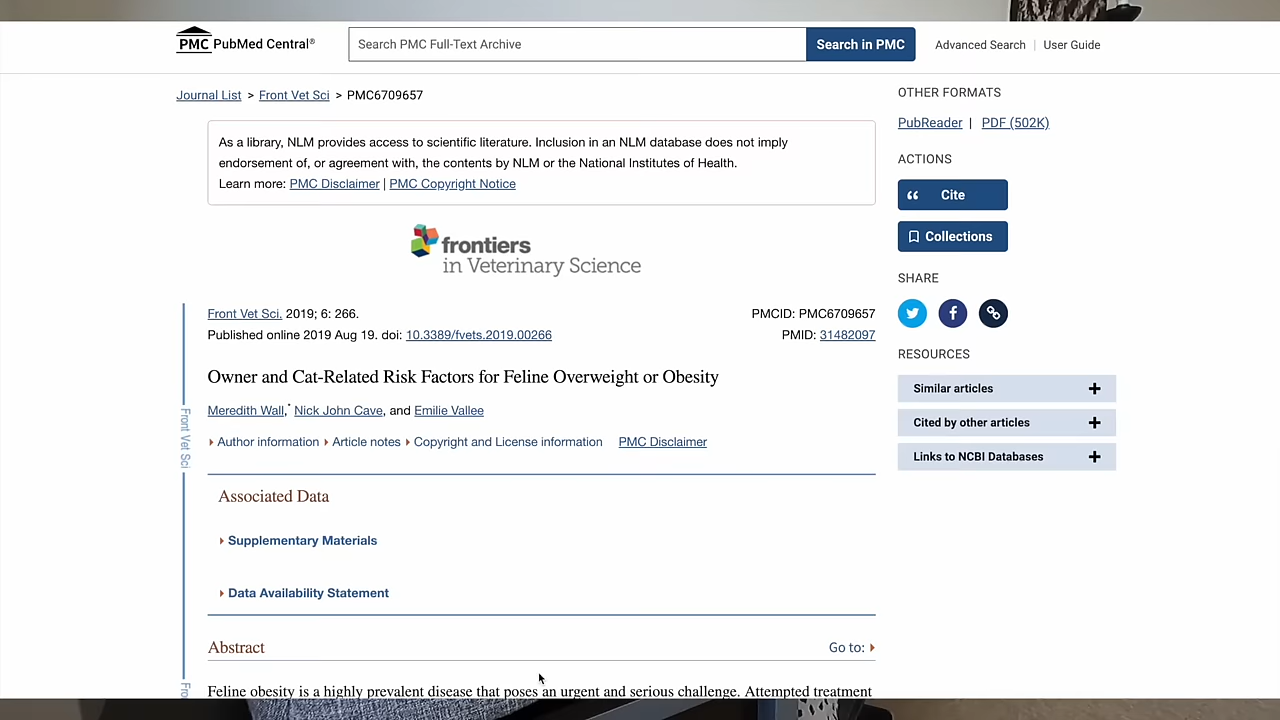 PMC PubMed Central®
Search PMC Full-Text Archive
Search in PMC
Advanced Search | User Guide
Journal List > Front Vet Sci > PMC6709657
As a library, NLM provides access to scientific literature. Inclusion in an NLM database does not imply
endorsement of, or agreement with, the contents by NLM or the National Institutes of Health.
Learn more: PMC Disclaimer | PMC Copyright Notice
frontiers
in Veterinary Science
Front Vet Sci. 2019; 6: 266.
PMCID: PMC6709657
Published online 2019 Aug 19. doi: 10.3389/fvets.2019.00266
PMID: 31482097
Owner and Cat-Related Risk Factors for Feline Overweight or Obesity
Meredith Wall,* Nick John Cave, and Emilie Vallee
Author information Article notes Copyright and License information PMC Disclaimer
Associated Data
Supplementary Materials
Data Availability Statement
Abstract
Go to:
Feline obesity is a highly prevalent disease that poses an urgent and serious challenge. Attempted treatment
Front Vet Sci
Fro
OTHER FORMATS
PubReader | PDF (502K)
ACTIONS
Cite
Collections
SHARE
RESOURCES
Similar articles
Cited by other articles
Links to NCBI Databases